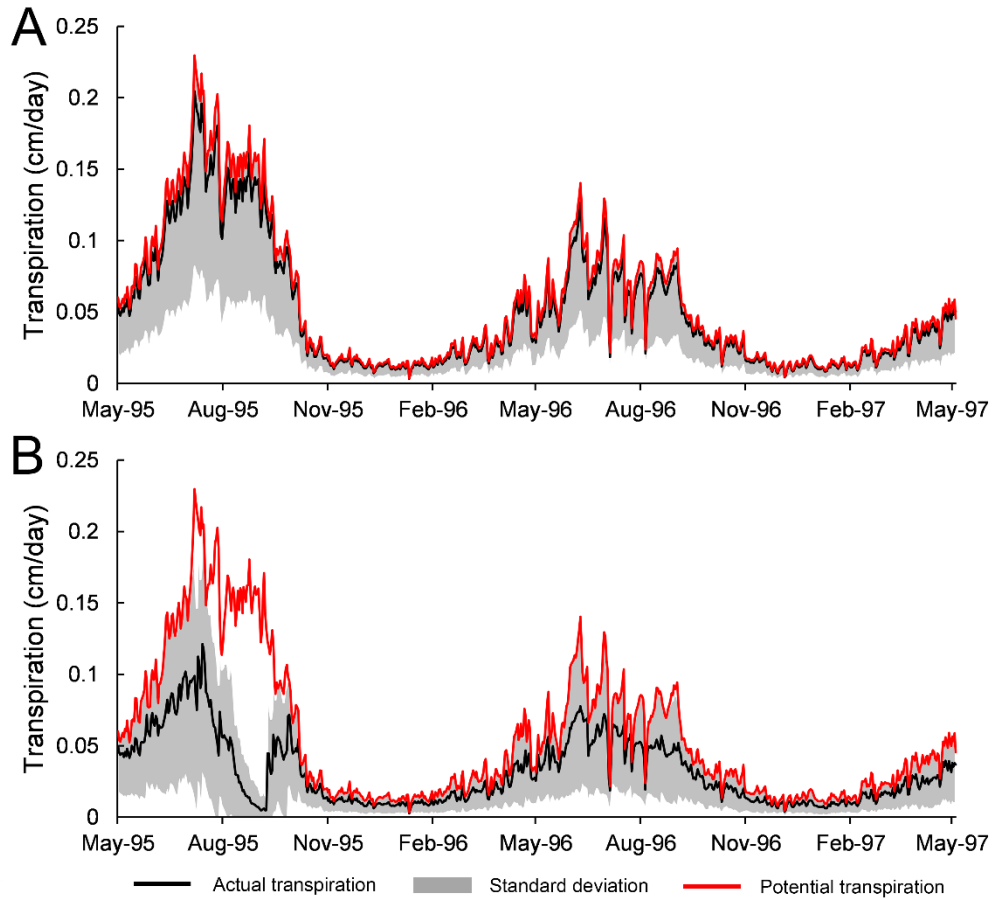 A
Transpiration (cm/day)
0.25
0.2
0.15
0.1
0.05
0
May-95 Aug-95 Nov-95 Feb-96 May-96 Aug-96 Nov-96 Feb-97 May-97
B
Transpiration (cm/day)
0.25
0.2
0.15
0.1
0.05
0
May-95 Aug-95 Nov-95 Feb-96 May-96 Aug-96 Nov-96 Feb-97 May-97
Actual transpiration Standard deviation Potential transpiration